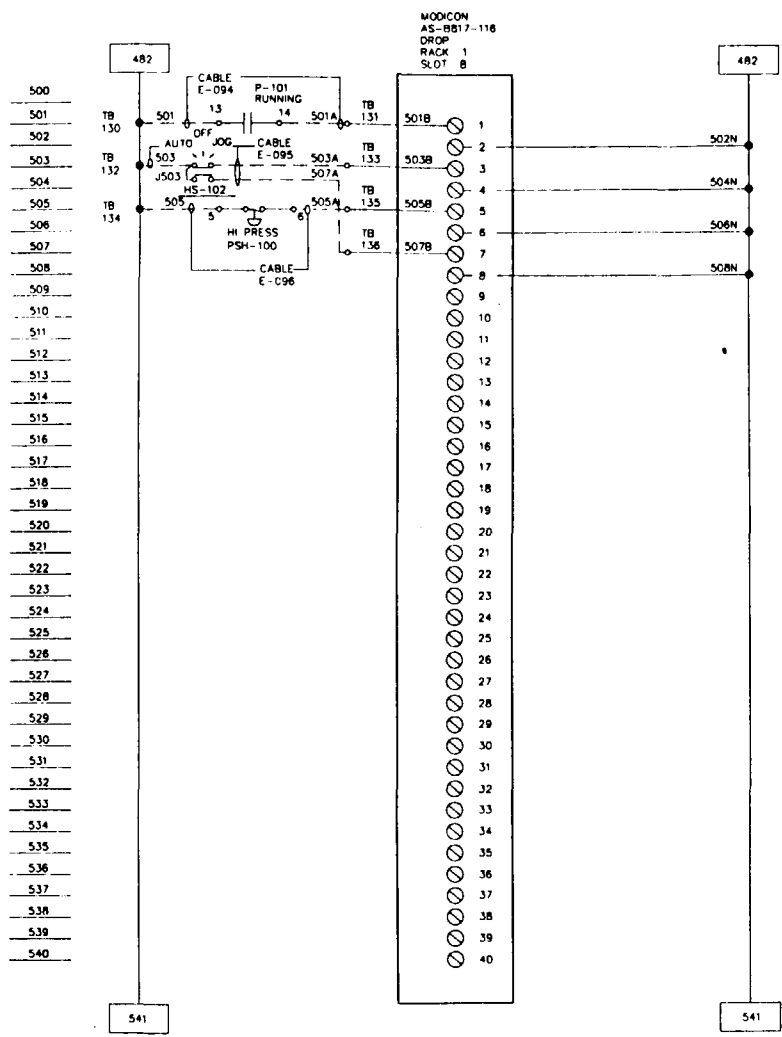 MODICON
AS-B817-116
DROP
RACK 1
SLOT 8
482
482
500
501
502
503
504
505
506
507
508
509
510
511
512
513
514
515
516
517
518
519
520
521
522
523
524
525
526
527
528
529
530
531
532
533
534
535
536
537
538
539
540
CABLE
E-094
P-101
RUNNING
TB
130
501
13
14
501A
TB
131
501B
1
OFF
AUTO
JOG
CABLE
E-095
2
502N
TB
132
503
503A
TB
133
503B
3
J503
507A
HS-102
4
504N
TB
134
505
5
6
505A
TB
135
505B
5
HI PRESS
PSH-100
6
506N
TB
136
507B
7
CABLE
E-096
8
508N
9
10
11
12
13
14
15
16
17
18
19
20
21
22
23
24
25
26
27
28
29
30
31
32
33
34
35
36
37
38
39
40
541
541